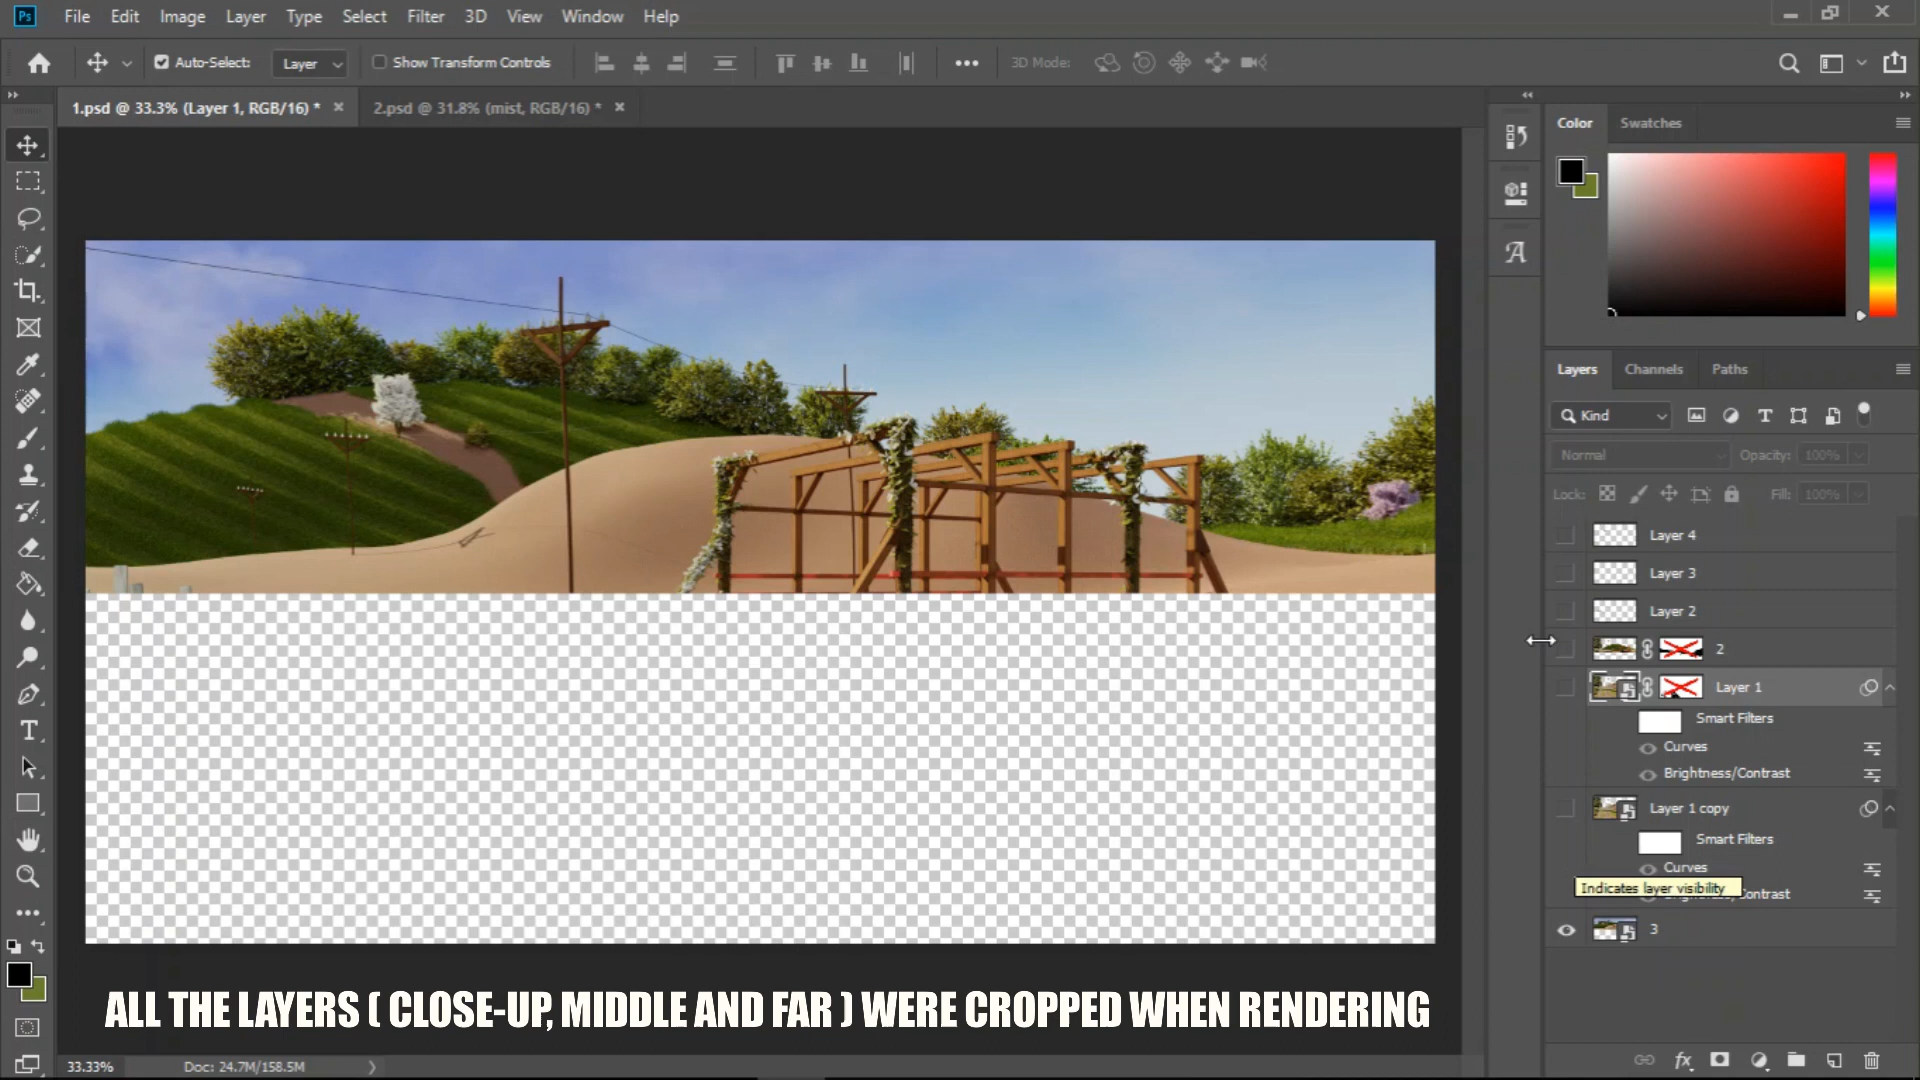 Ps File Edit Image Layer Type Select Filter 3D View Window Help
Auto-Select: Layer Show Transform Controls 3D Mode:
1.psd @ 33.3% (Layer 1, RGB/16) * 2.psd @ 31.8% (mist, RGB/16) *
Color Swatches
Layers Channels Paths
Kind
Normal Opacity: 100%
Lock: Fill: 100%
Layer 4
Layer 3
Layer 2
2
Layer 1
Smart Filters
Curves
Brightness/Contrast
Layer 1 copy
Smart Filters
Curves
Indicates layer visibility
Contrast
3
ALL THE LAYERS ( CLOSE-UP, MIDDLE AND FAR ) WERE CROPPED WHEN RENDERING
33.33% Doc: 24.7M/158.5M